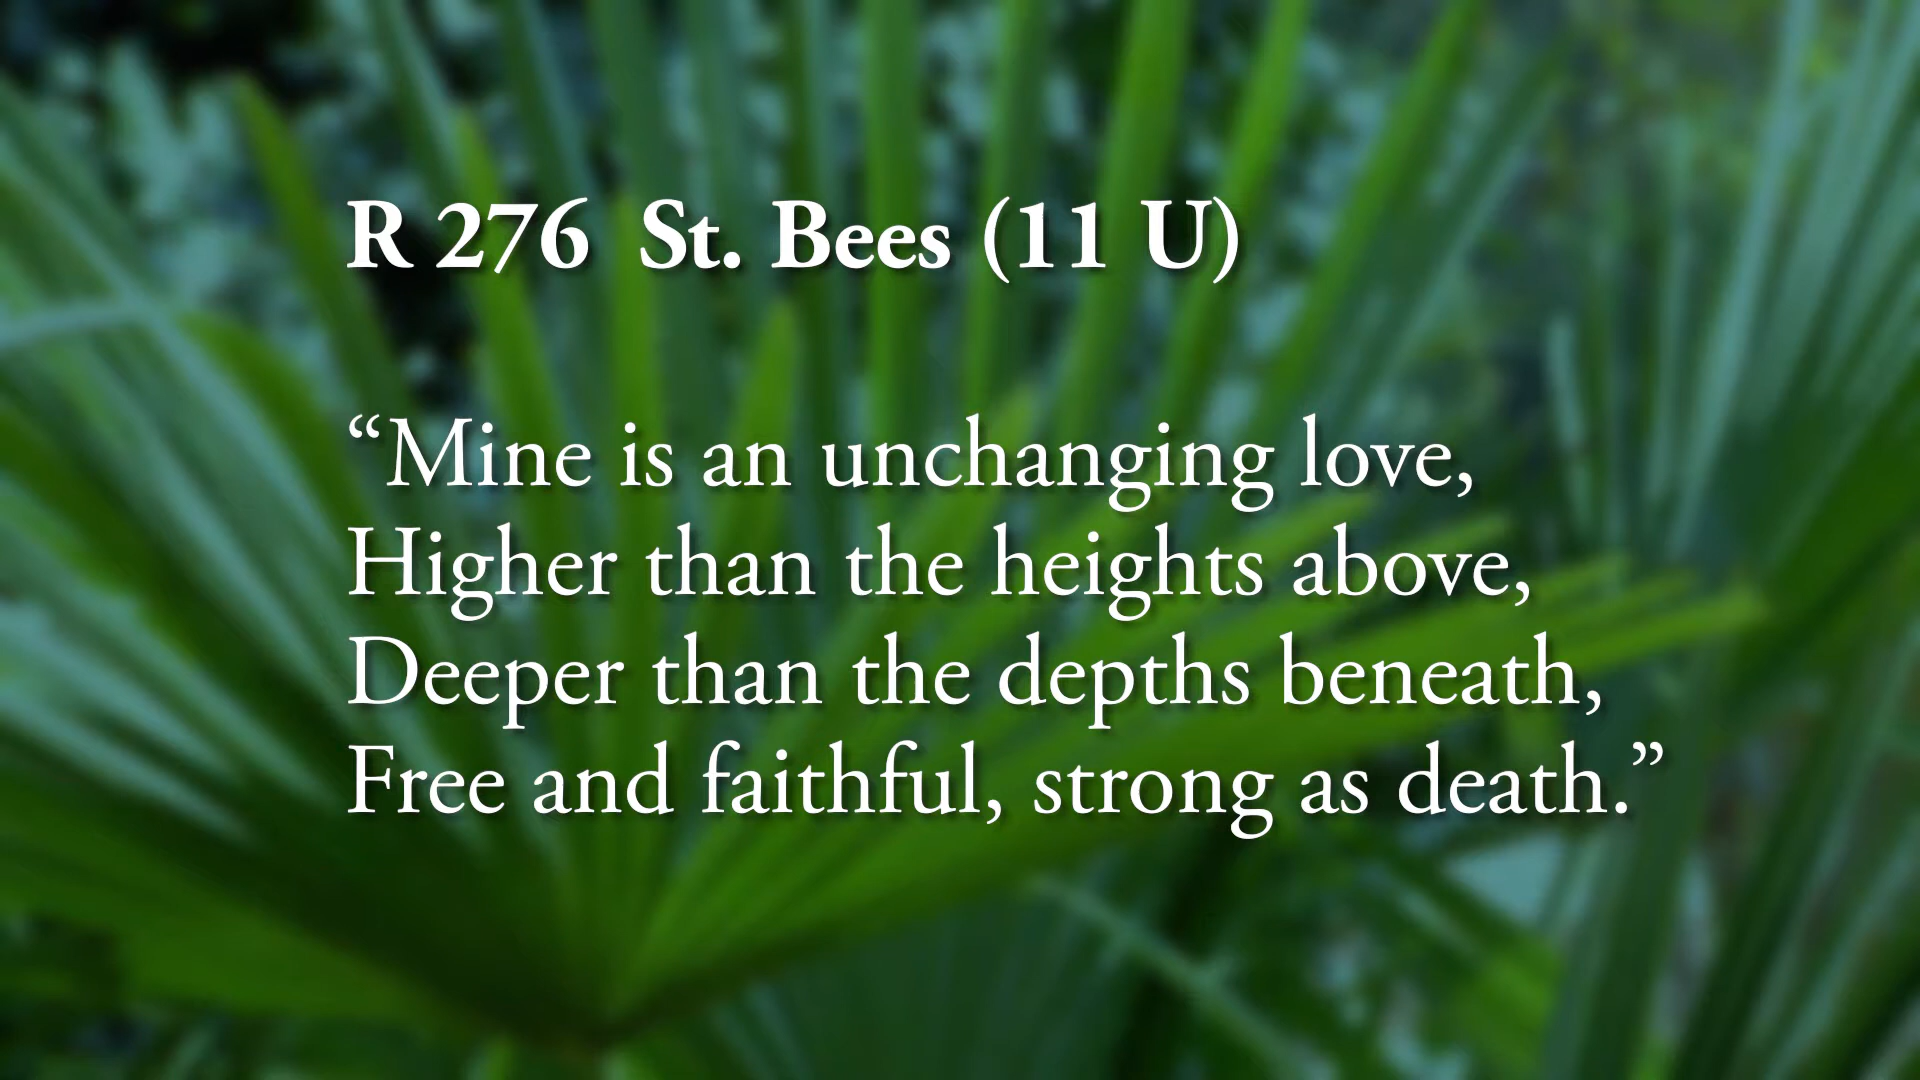 R 276  St. Bees (11 U)
“Mine is an unchanging love,
Higher than the heights above,
Deeper than the depths beneath,
Free and faithful, strong as death.”